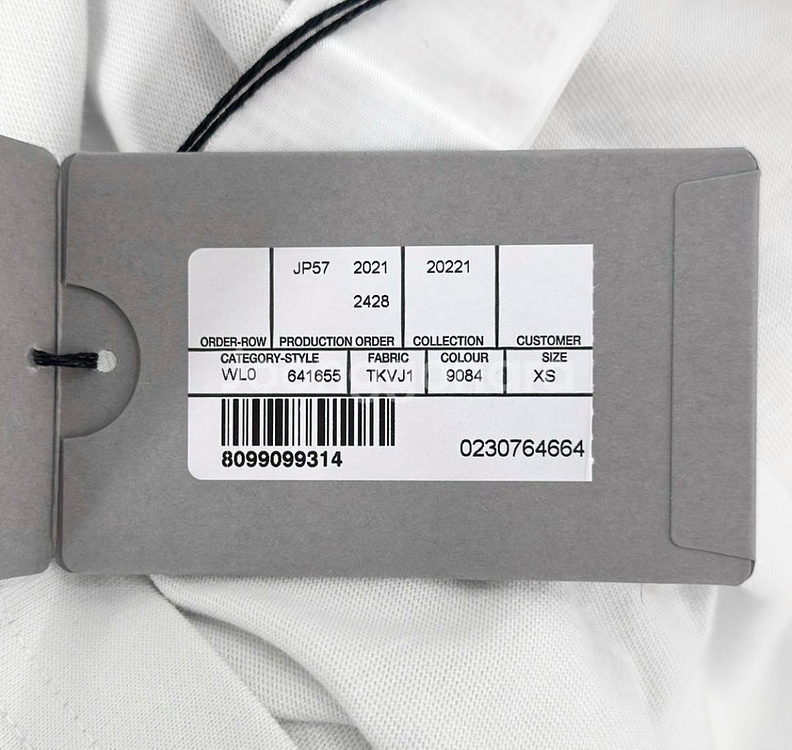 JP57 2021 20221
2428
ORDER-ROW PRODUCTION ORDER COLLECTION CUSTOMER
CATEGORY-STYLE FABRIC COLOUR SIZE
WL0 641655 TKVJ1 9084 XS
8099099314 0230764664